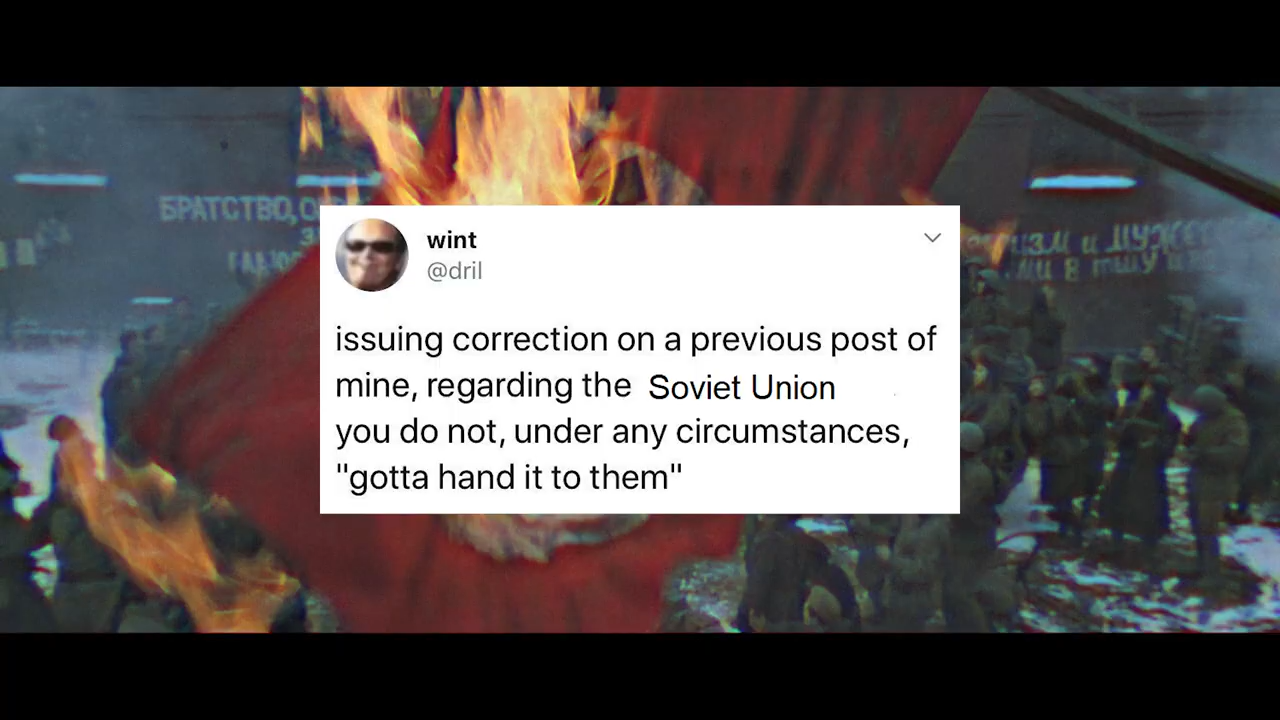 БРАТСТВО,
wint
@dril
issuing correction on a previous post of
mine, regarding the Soviet Union
you do not, under any circumstances,
"gotta hand it to them"